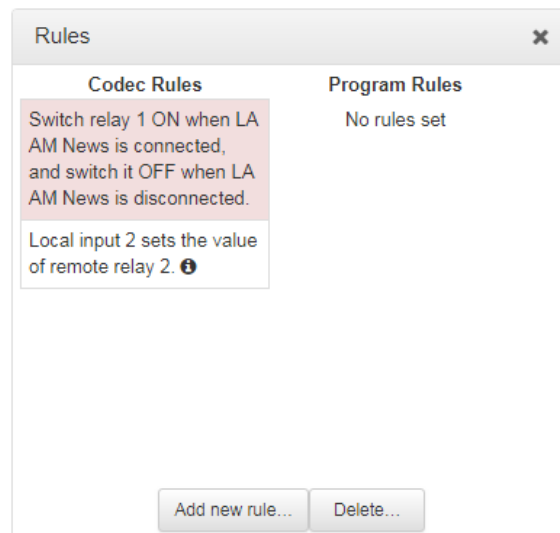 Rules
Codec Rules
Program Rules
Switch relay 1 ON when LA
AM News is connected,
and switch it OFF when LA
AM News is disconnected.
No rules set
Local input 2 sets the value
of remote relay 2.
Add new rule...
Delete...